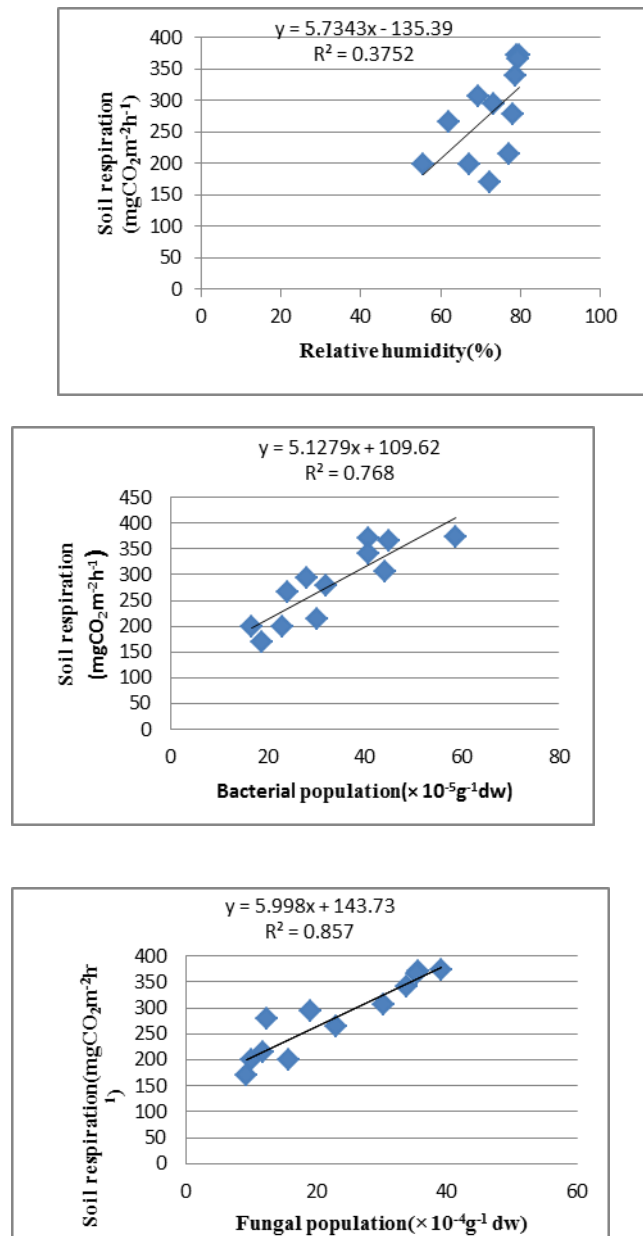 y = 5.7343x - 135.39
R² = 0.3752
400
350
300
250
200
150
100
50
0
Soil respiration
(mgCO₂m⁻²h⁻¹)
0 20 40 60 80 100
Relative humidity(%)
y = 5.1279x + 109.62
R² = 0.768
450
400
350
300
250
200
150
100
50
0
Soil respiration
(mgCO₂m⁻²h⁻¹)
0 20 40 60 80
Bacterial population(× 10⁻⁵g⁻¹dw)
y = 5.998x + 143.73
R² = 0.857
400
350
300
250
200
150
100
50
0
Soil respiration(mgCO₂m⁻²hr⁻
¹)
0 20 40 60
Fungal population(× 10⁻⁴g⁻¹ dw)